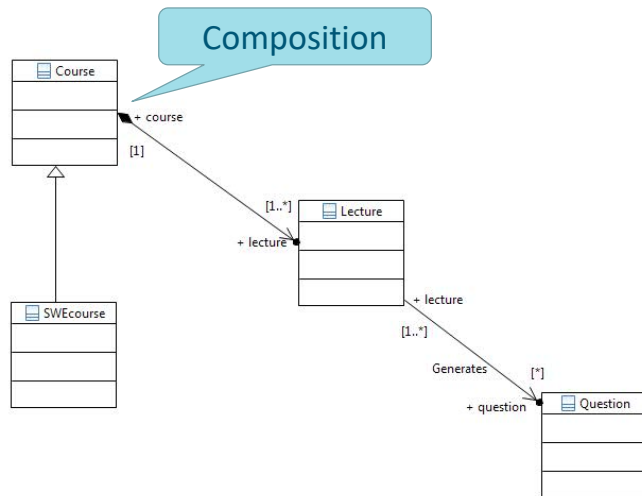 Composition
Course
+ course
[1]
[1..*]
Lecture
+ lecture
+ lecture
[1..*]
SWEcourse
Generates
[*]
+ question
Question